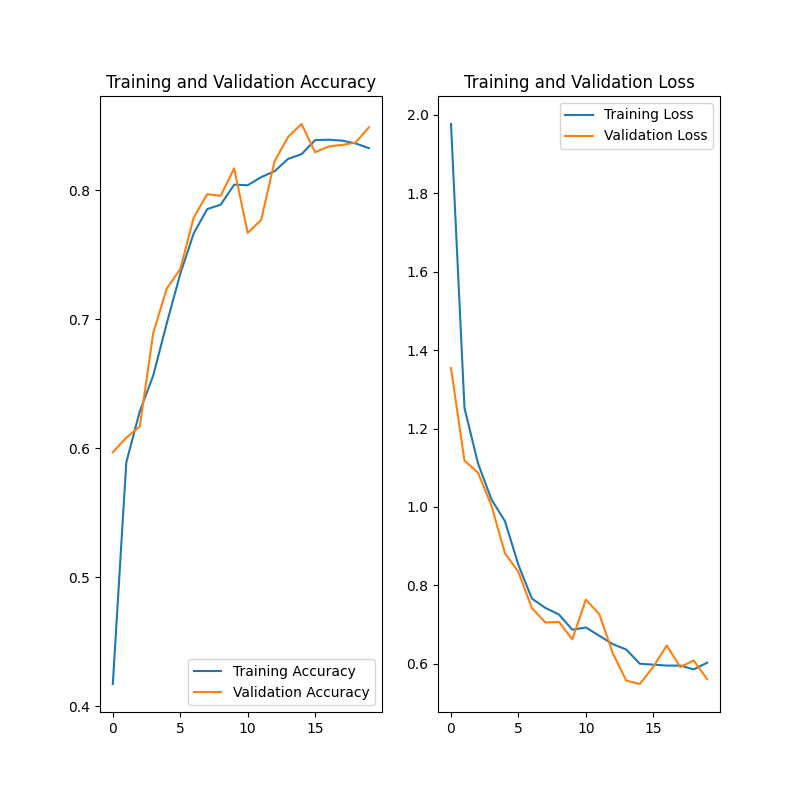 Training and Validation Accuracy
0.8
0.7
0.6
0.5
0.4
0 5 10 15
Training Accuracy
Validation Accuracy
Training and Validation Loss
2.0
1.8
1.6
1.4
1.2
1.0
0.8
0.6
0 5 10 15
Training Loss
Validation Loss